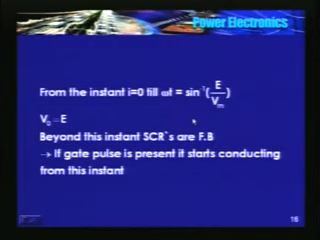 Power Electronics
From the instant i=0 till ωt = sin⁻¹(E/Vm)
V₀ = E
Beyond this instant SCR`s are F.B
→ If gate pulse is present it starts conducting
from this instant
16